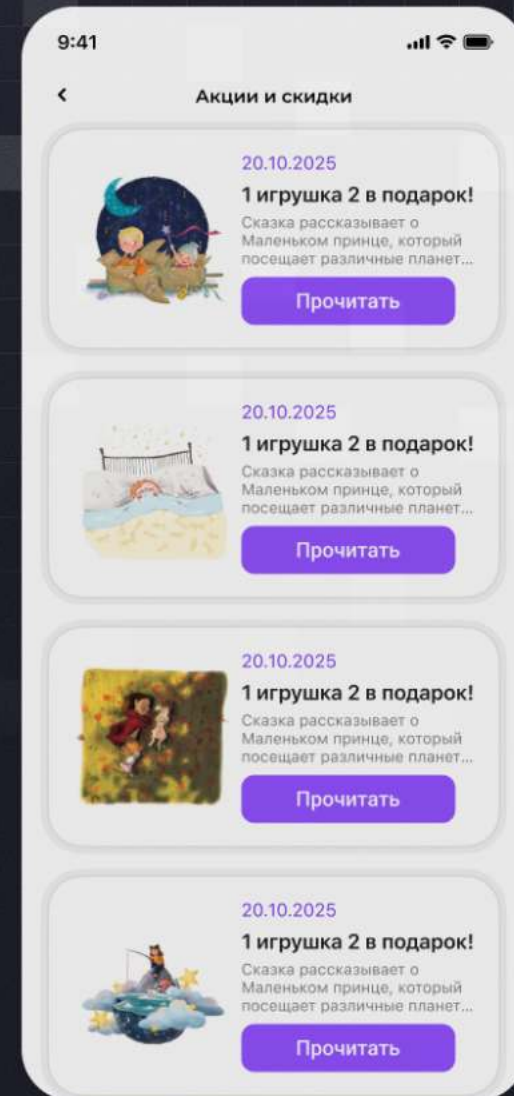 9:41
Акции и скидки
20.10.2025
1 игрушка 2 в подарок!
Сказка рассказывает о
Маленьком принце, который
посещает различные планет...
Прочитать
20.10.2025
1 игрушка 2 в подарок!
Сказка рассказывает о
Маленьком принце, который
посещает различные планет...
Прочитать
20.10.2025
1 игрушка 2 в подарок!
Сказка рассказывает о
Маленьком принце, который
посещает различные планет...
Прочитать
20.10.2025
1 игрушка 2 в подарок!
Сказка рассказывает о
Маленьком принце, который
посещает различные планет...
Прочитать